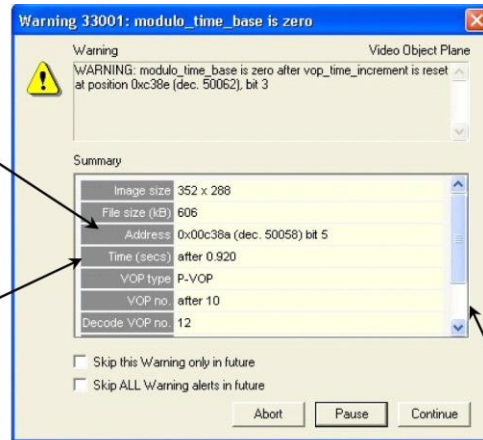 Warning 33001: modulo_time_base is zero
Warning Video Object Plane
WARNING: modulo_time_base is zero after vop_time_increment is reset
at position 0xc38e (dec. 50062), bit 3
Summary
Image size 352 x 288
File size (kB) 606
Address 0x00c38a (dec. 50058) bit 5
Time (secs) after 0.920
VOP type P-VOP
VOP no. after 10
Decode VOP no. 12
Skip this Warning only in future
Skip ALL Warning alerts in future
Abort Pause Continue